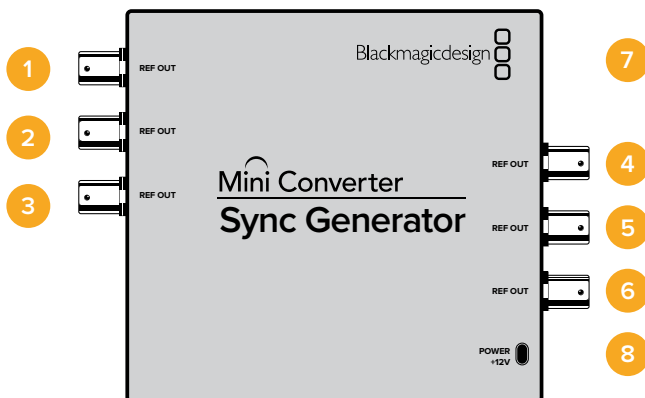 Blackmagicdesign
1
REF OUT
7
2
REF OUT
REF OUT
4
3
REF OUT
Mini Converter
Sync Generator
REF OUT
5
REF OUT
6
POWER
+12V
8